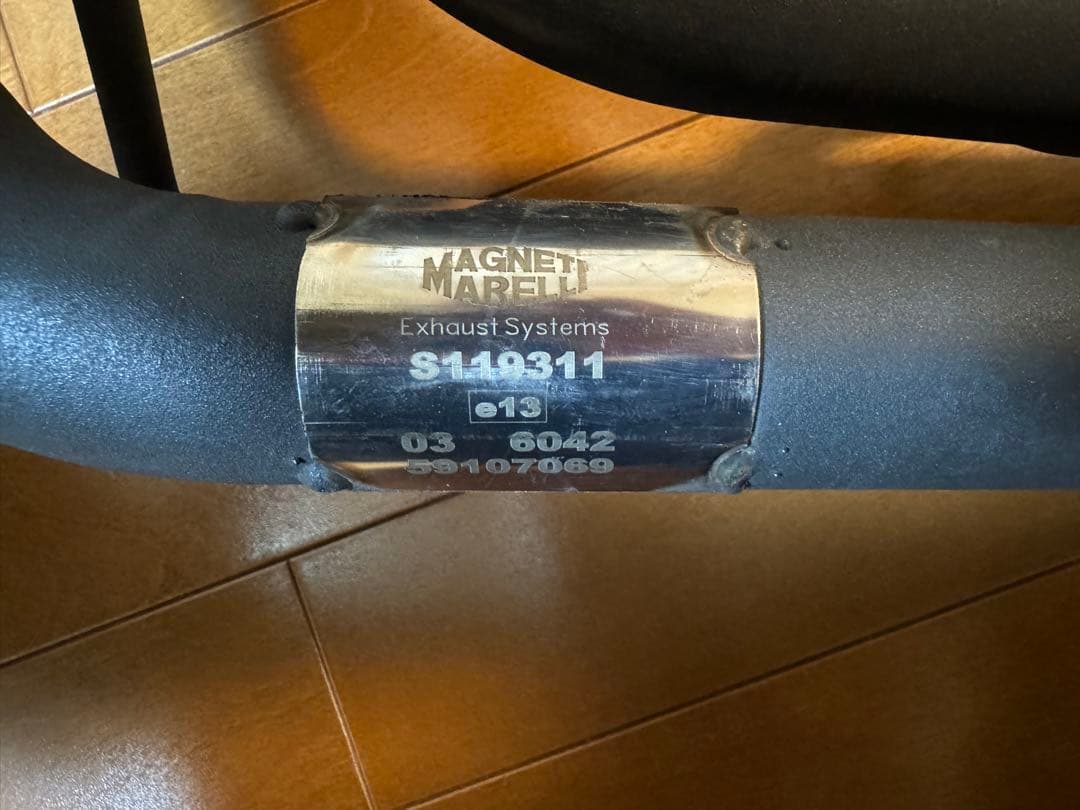 MAGNETI
MARELLI
Exhaust Systems
S119311
e13
03 6042
59107069